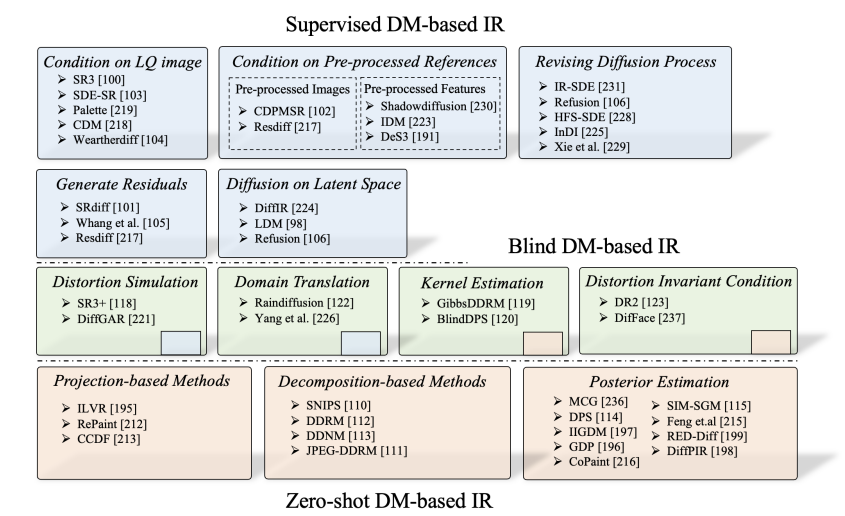 Supervised DM-based IR
Condition on LQ image
➤ SR3 [100]
➤ SDE-SR [103]
➤ Palette [219]
➤ CDM [218]
➤ Weartherdiff [104]
Condition on Pre-processed References
Pre-processed Images
➤ CDPMSR [102]
➤ Resdiff [217]
Pre-processed Features
➤ Shadowdiffusion [230]
➤ IDM [223]
➤ DeS3 [191]
Revising Diffusion Process
➤ IR-SDE [231]
➤ Refusion [106]
➤ HFS-SDE [228]
➤ InDI [225]
➤ Xie et al. [229]
Generate Residuals
➤ SRdiff [101]
➤ Whang et al. [105]
➤ Resdiff [217]
Diffusion on Latent Space
➤ DiffIR [224]
➤ LDM [98]
➤ Refusion [106]
Blind DM-based IR
Distortion Simulation
➤ SR3+ [118]
➤ DiffGAR [221]
Domain Translation
➤ Raindiffusion [122]
➤ Yang et al. [226]
Kernel Estimation
➤ GibbsDDRM [119]
➤ BlindDPS [120]
Distortion Invariant Condition
➤ DR2 [123]
➤ DifFace [237]
Projection-based Methods
➤ ILVR [195]
➤ RePaint [212]
➤ CCDF [213]
Decomposition-based Methods
➤ SNIPS [110]
➤ DDRM [112]
➤ DDNM [113]
➤ JPEG-DDRM [111]
Posterior Estimation
➤ MCG [236]
➤ DPS [114]
➤ IIGDM [197]
➤ GDP [196]
➤ CoPaint [216]
➤ SIM-SGM [115]
➤ Feng et.al [215]
➤ RED-Diff [199]
➤ DiffPIR [198]
Zero-shot DM-based IR